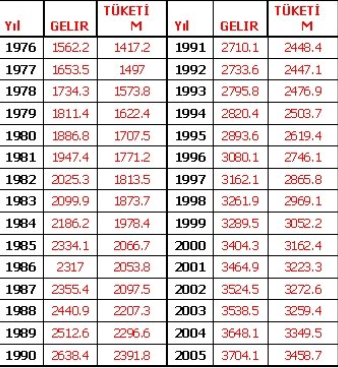 Yıl GELIR TÜKETİM Yıl GELIR TÜKETİM
1976 1562.2 1417.2 1991 2710.1 2448.4
1977 1653.5 1497 1992 2733.6 2447.1
1978 1734.3 1573.8 1993 2795.8 2476.9
1979 1811.4 1622.4 1994 2820.4 2503.7
1980 1886.8 1707.5 1995 2893.6 2619.4
1981 1947.4 1771.2 1996 3080.1 2746.1
1982 2025.3 1813.5 1997 3162.1 2865.8
1983 2099.9 1873.7 1998 3261.9 2969.1
1984 2186.2 1978.4 1999 3289.5 3052.2
1985 2334.1 2066.7 2000 3404.3 3162.4
1986 2317 2053.8 2001 3464.9 3223.3
1987 2355.4 2097.5 2002 3524.5 3272.6
1988 2440.9 2207.3 2003 3538.5 3259.4
1989 2512.6 2296.6 2004 3648.1 3349.5
1990 2638.4 2391.8 2005 3704.1 3458.7